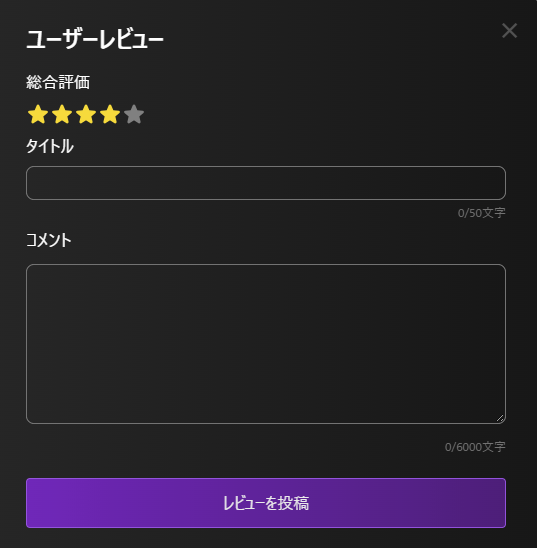 ユーザーレビュー
総合評価
タイトル
0/50文字
コメント
0/6000文字
レビューを投稿